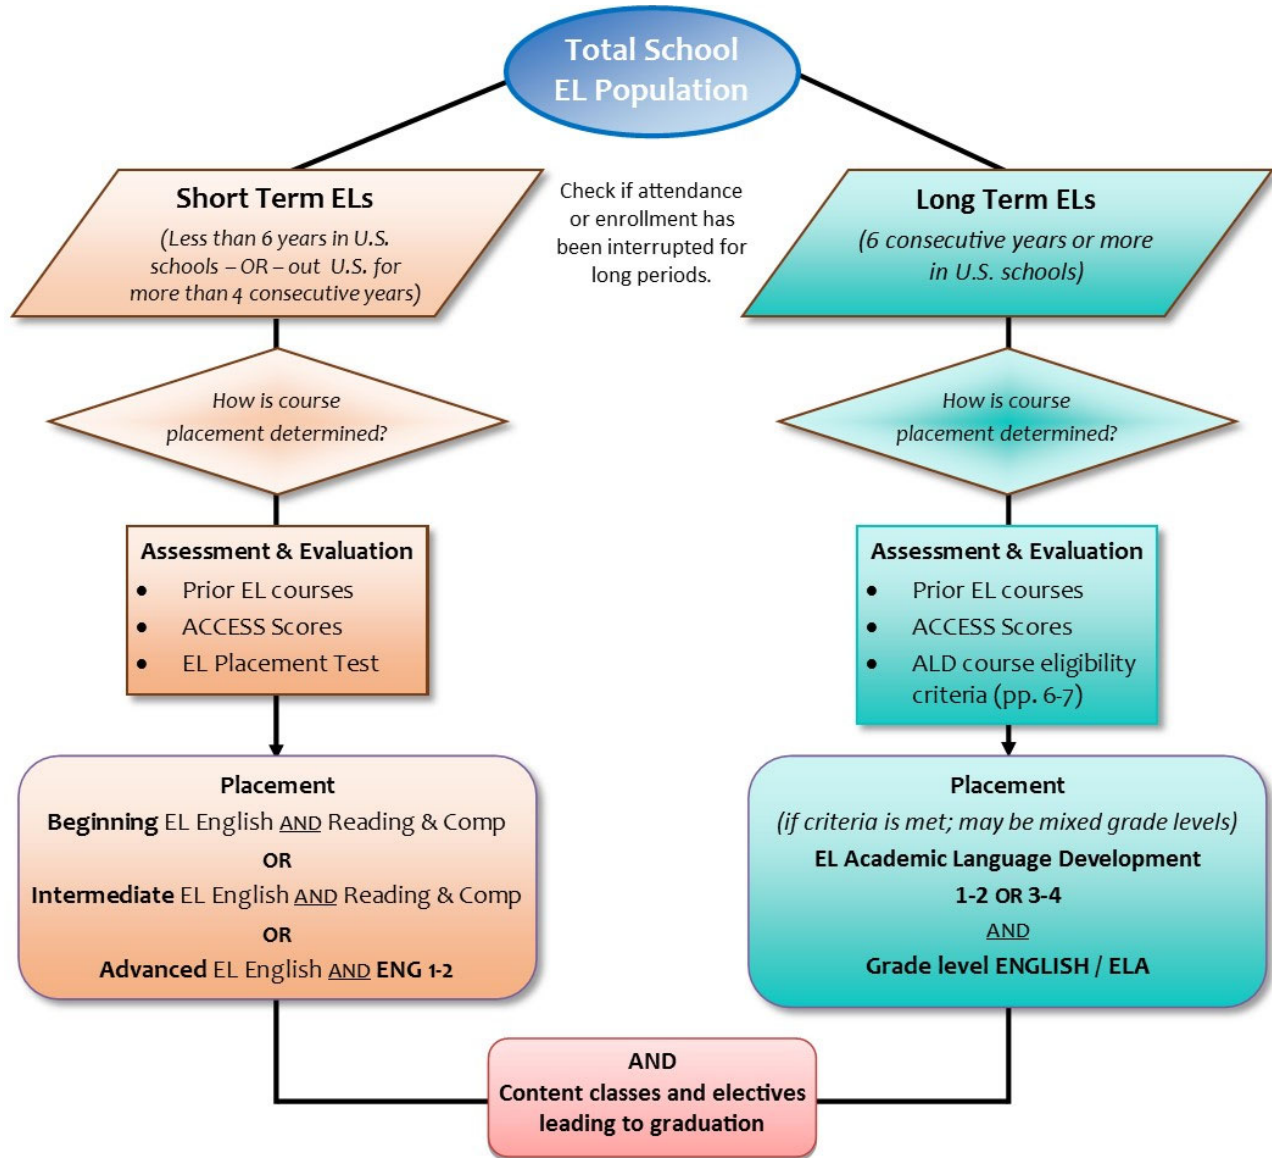 Total School
EL Population
Short Term ELs
(Less than 6 years in U.S.
schools – OR – out  U.S. for
more than 4 consecutive years)
Check if attendance
or enrollment has
been interrupted for
long periods.
Long Term ELs
(6 consecutive years or more
in U.S. schools)
How is course
placement determined?
How is course
placement determined?
Assessment & Evaluation
• Prior EL courses
• ACCESS Scores
• EL Placement Test
Assessment & Evaluation
• Prior EL courses
• ACCESS Scores
• ALD course eligibility
criteria (pp. 6-7)
Placement
Beginning EL English AND Reading & Comp
OR
Intermediate EL English AND Reading & Comp
OR
Advanced EL English AND ENG 1-2
Placement
(if criteria is met; may be mixed grade levels)
EL Academic Language Development
1-2 OR 3-4
AND
Grade level ENGLISH / ELA
AND
Content classes and electives
leading to graduation